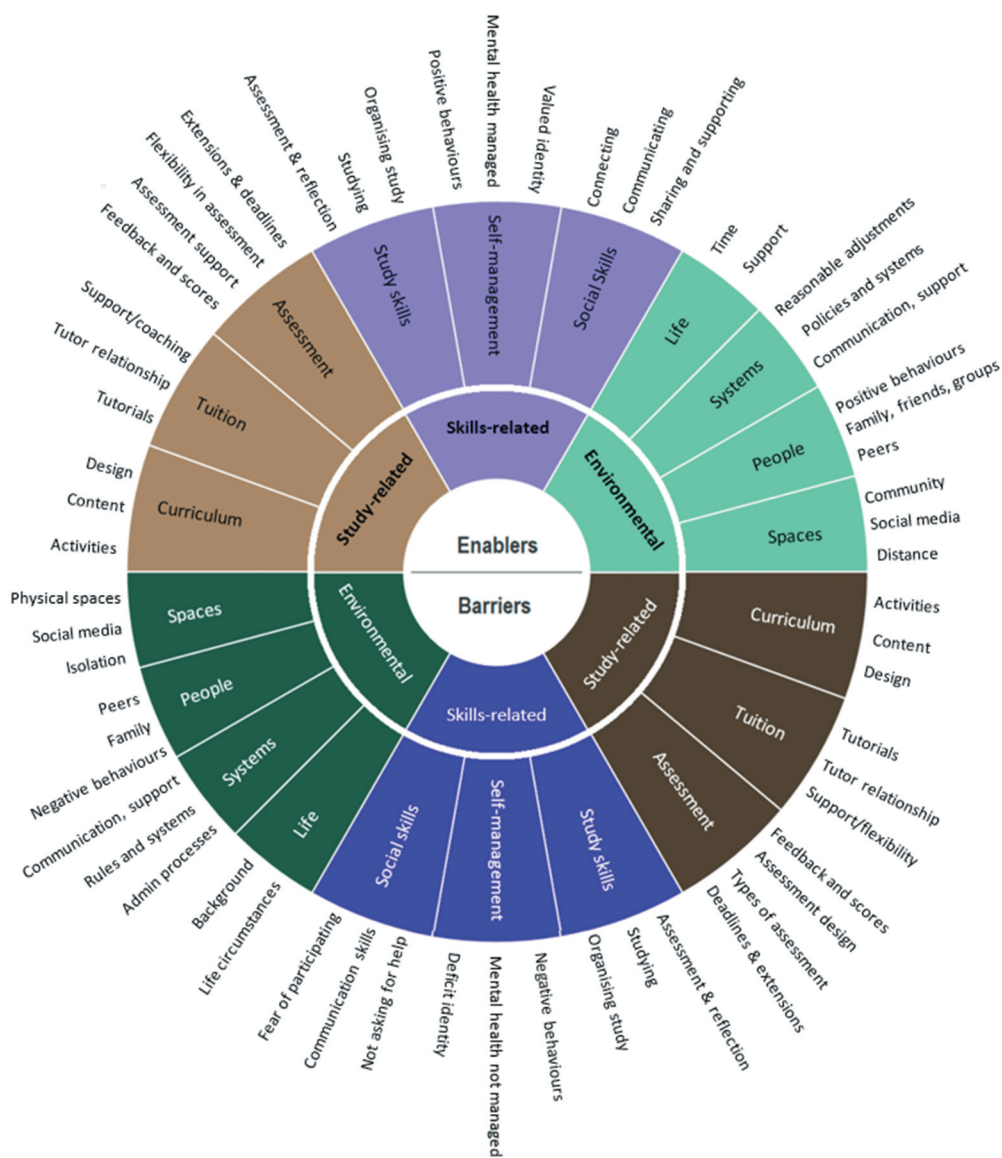 Enablers
Barriers
Study-related
Skills-related
Environmental
Study-related
Skills-related
Environmental
Curriculum
Activities
Content
Design
Tuition
Tutorials
Tutor relationship
Support/coaching
Assessment
Feedback and scores
Assessment support
Flexibility in assessment
Extensions & deadlines
Study skills
Assessment & reflection
Studying
Organising study
Self-management
Positive behaviours
Mental health managed
Valued identity
Social Skills
Connecting
Communicating
Sharing and supporting
Life
Time
Support
Systems
Reasonable adjustments
Policies and systems
Communication, support
People
Positive behaviours
Family, friends, groups
Peers
Spaces
Community
Social media
Distance
Curriculum
Activities
Content
Design
Tuition
Tutorials
Tutor relationship
Support/flexibility
Assessment
Feedback and scores
Assessment design
Types of assessment
Deadlines & extensions
Study skills
Assessment & reflection
Studying
Organising study
Self-management
Negative behaviours
Mental health not managed
Deficit identity
Social skills
Not asking for help
Communication skills
Fear of participating
Life
Life circumstances
Background
Systems
Admin processes
Rules and systems
Communication, support
People
Negative behaviours
Family
Peers
Spaces
Isolation
Social media
Physical spaces